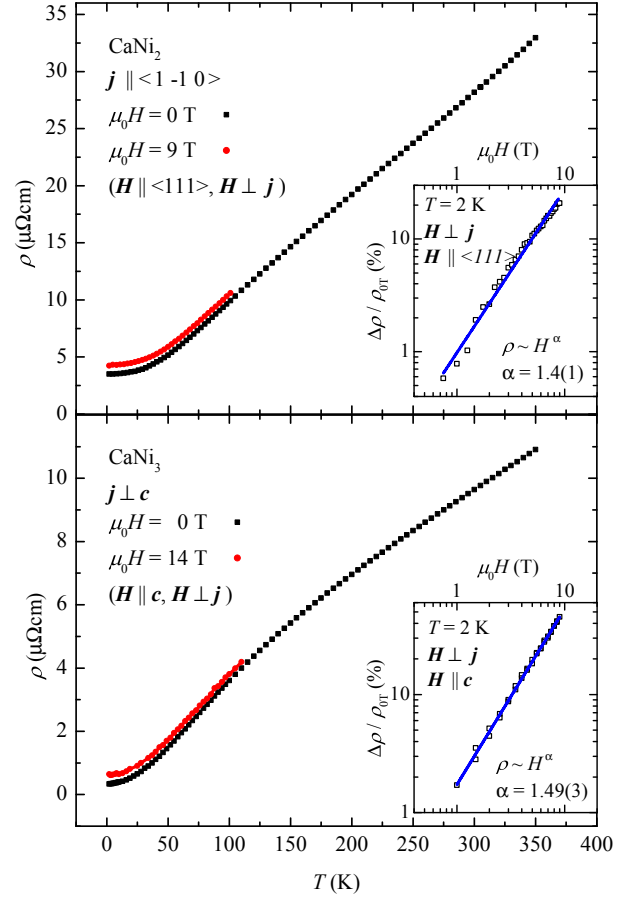 35
30
25
20
15
10
5
0
ρ (μΩcm)
CaNi₂
j || <1 -1 0>
μ₀H = 0 T
μ₀H = 9 T
(H || <111>, H ⊥ j )
μ₀H (T)
1 10
T = 2 K
H ⊥ j
H || <111>
10
1
Δρ / ρ₀T (%)
ρ ~ H^α
α = 1.4(1)
10
8
6
4
2
0
ρ (μΩcm)
CaNi₃
j ⊥ c
μ₀H = 0 T
μ₀H = 14 T
(H || c, H ⊥ j )
μ₀H (T)
1 10
T = 2 K
H ⊥ j
H || c
10
1
Δρ / ρ₀T (%)
ρ ~ H^α
α = 1.49(3)
0 50 100 150 200 250 300 350 400
T (K)